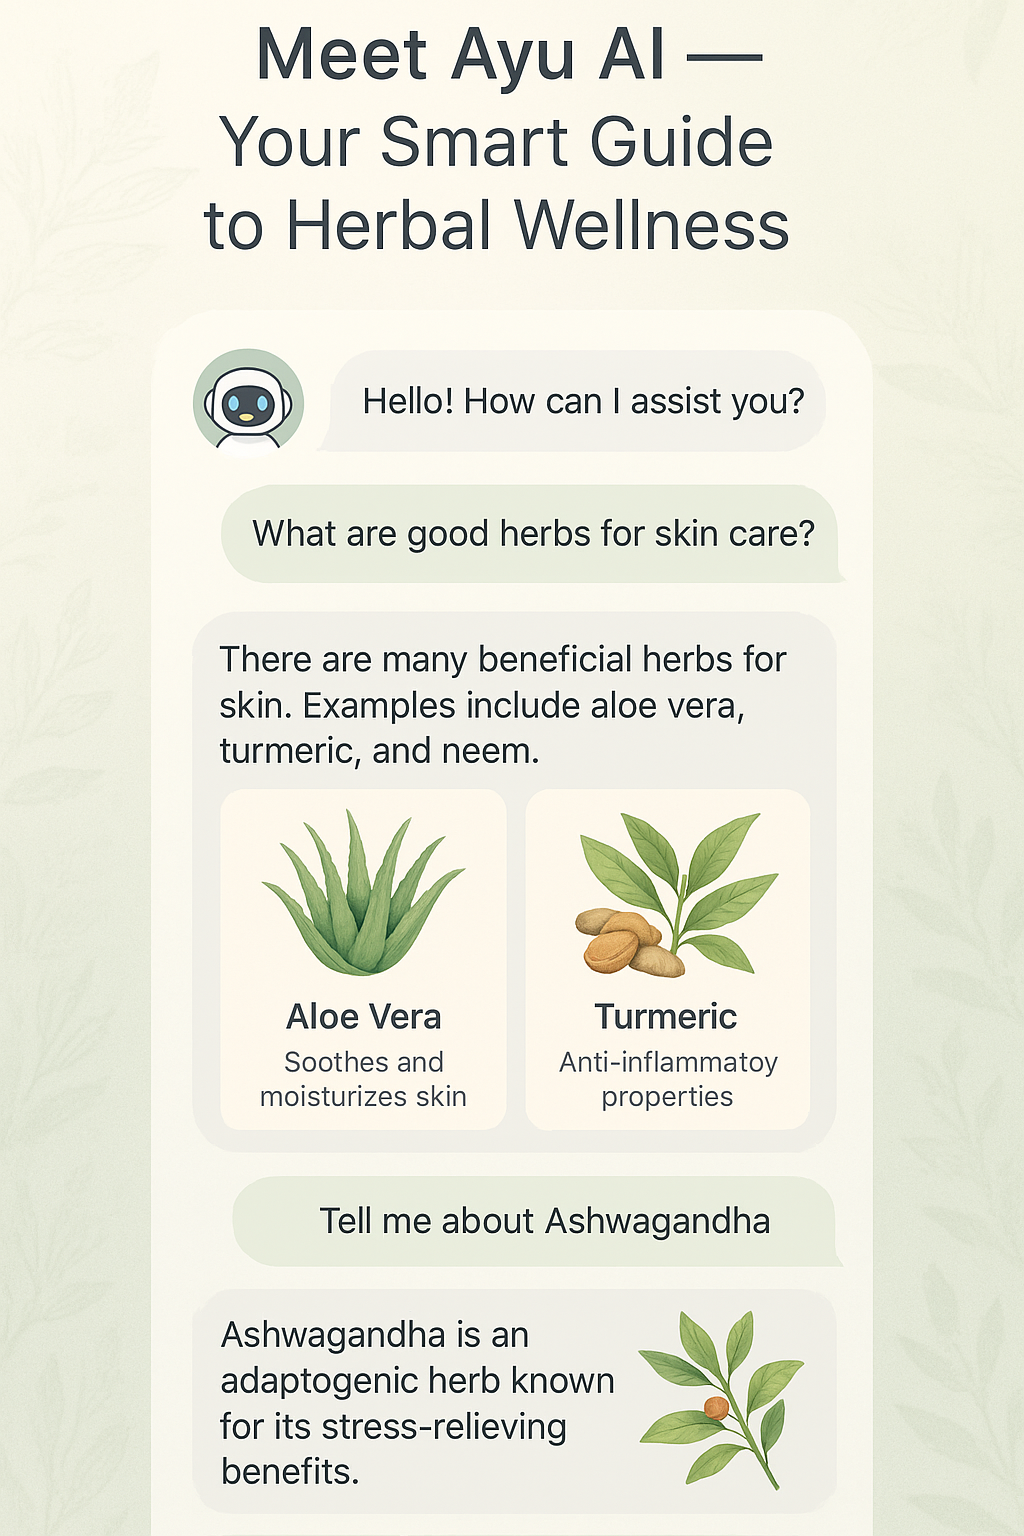 Meet Ayu AI —
Your Smart Guide
to Herbal Wellness
Hello! How can I assist you?
What are good herbs for skin care?
There are many beneficial herbs for
skin. Examples include aloe vera,
turmeric, and neem.
Aloe Vera
Soothes and
moisturizes skin
Turmeric
Anti-inflammatoy
properties
Tell me about Ashwagandha
Ashwagandha is an
adaptogenic herb known
for its stress-relieving
benefits.